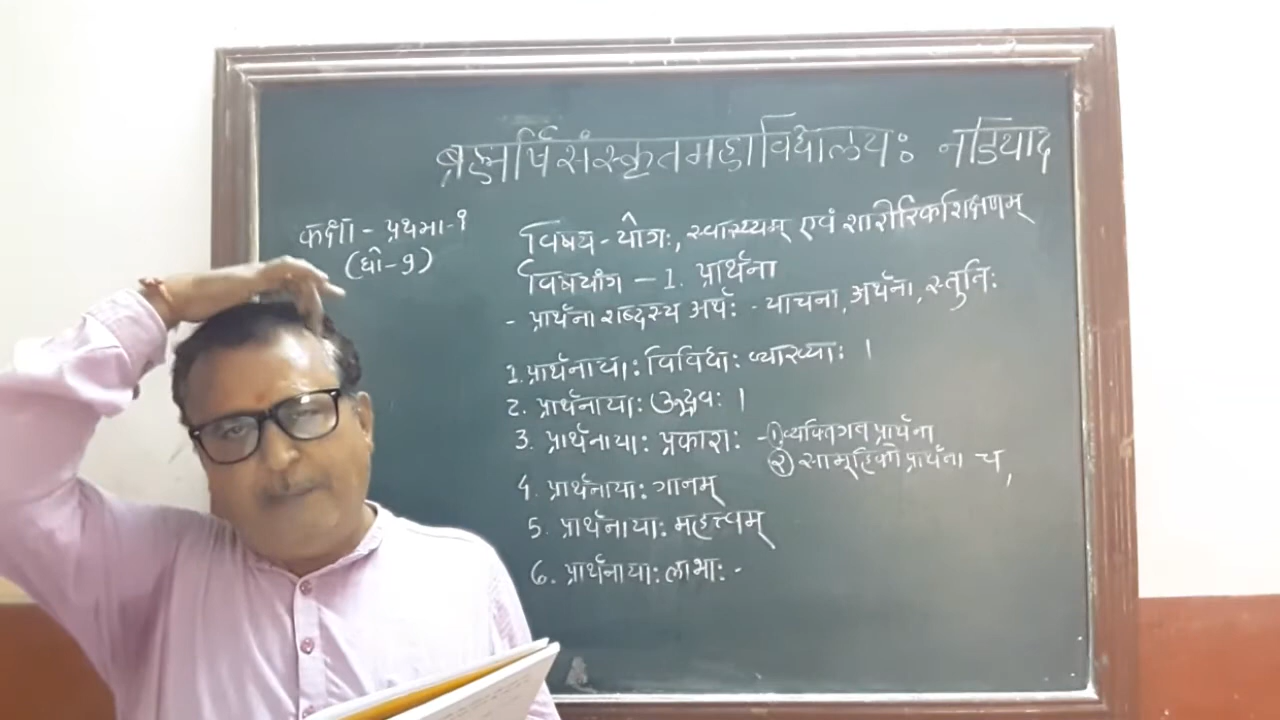 ब्रह्मर्षिसंस्कृतमहाविद्यालयः नडियाद
कक्षा - प्रथमा-१
(धो-9)
विषय - योगः, स्वास्थ्यम् एवं शारीरिकशिक्षणम्
विषयांग - 1. प्रार्थना
- प्रार्थना शब्दस्य अर्थः - याचना, अर्थना, स्तुतिः
1. प्रार्थनायाः विविधाः व्याख्याः ।
2. प्रार्थनायाः उद्भवः ।
3. प्रार्थनायाः प्रकाराः - ① व्यक्तिगत प्रार्थना
② सामूहिकी प्रार्थना च,
4. प्रार्थनायाः गानम्
5. प्रार्थनायाः महत्त्वम्
6. प्रार्थनायाः लाभाः -